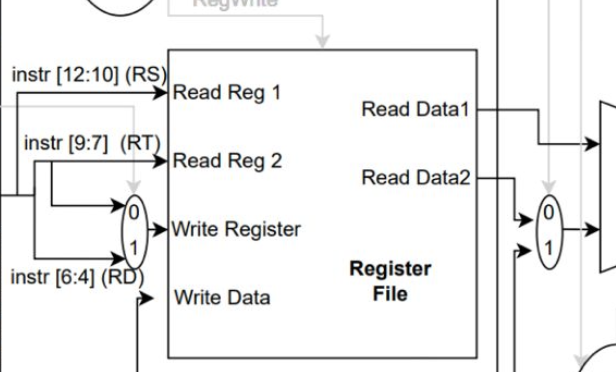 RegWrite
instr [12:10] (RS)
Read Reg 1
Read Data1
instr [9:7] (RT)
Read Reg 2
Read Data2
0
1
Write Register
0
1
instr [6:4] (RD)
Register
File
Write Data